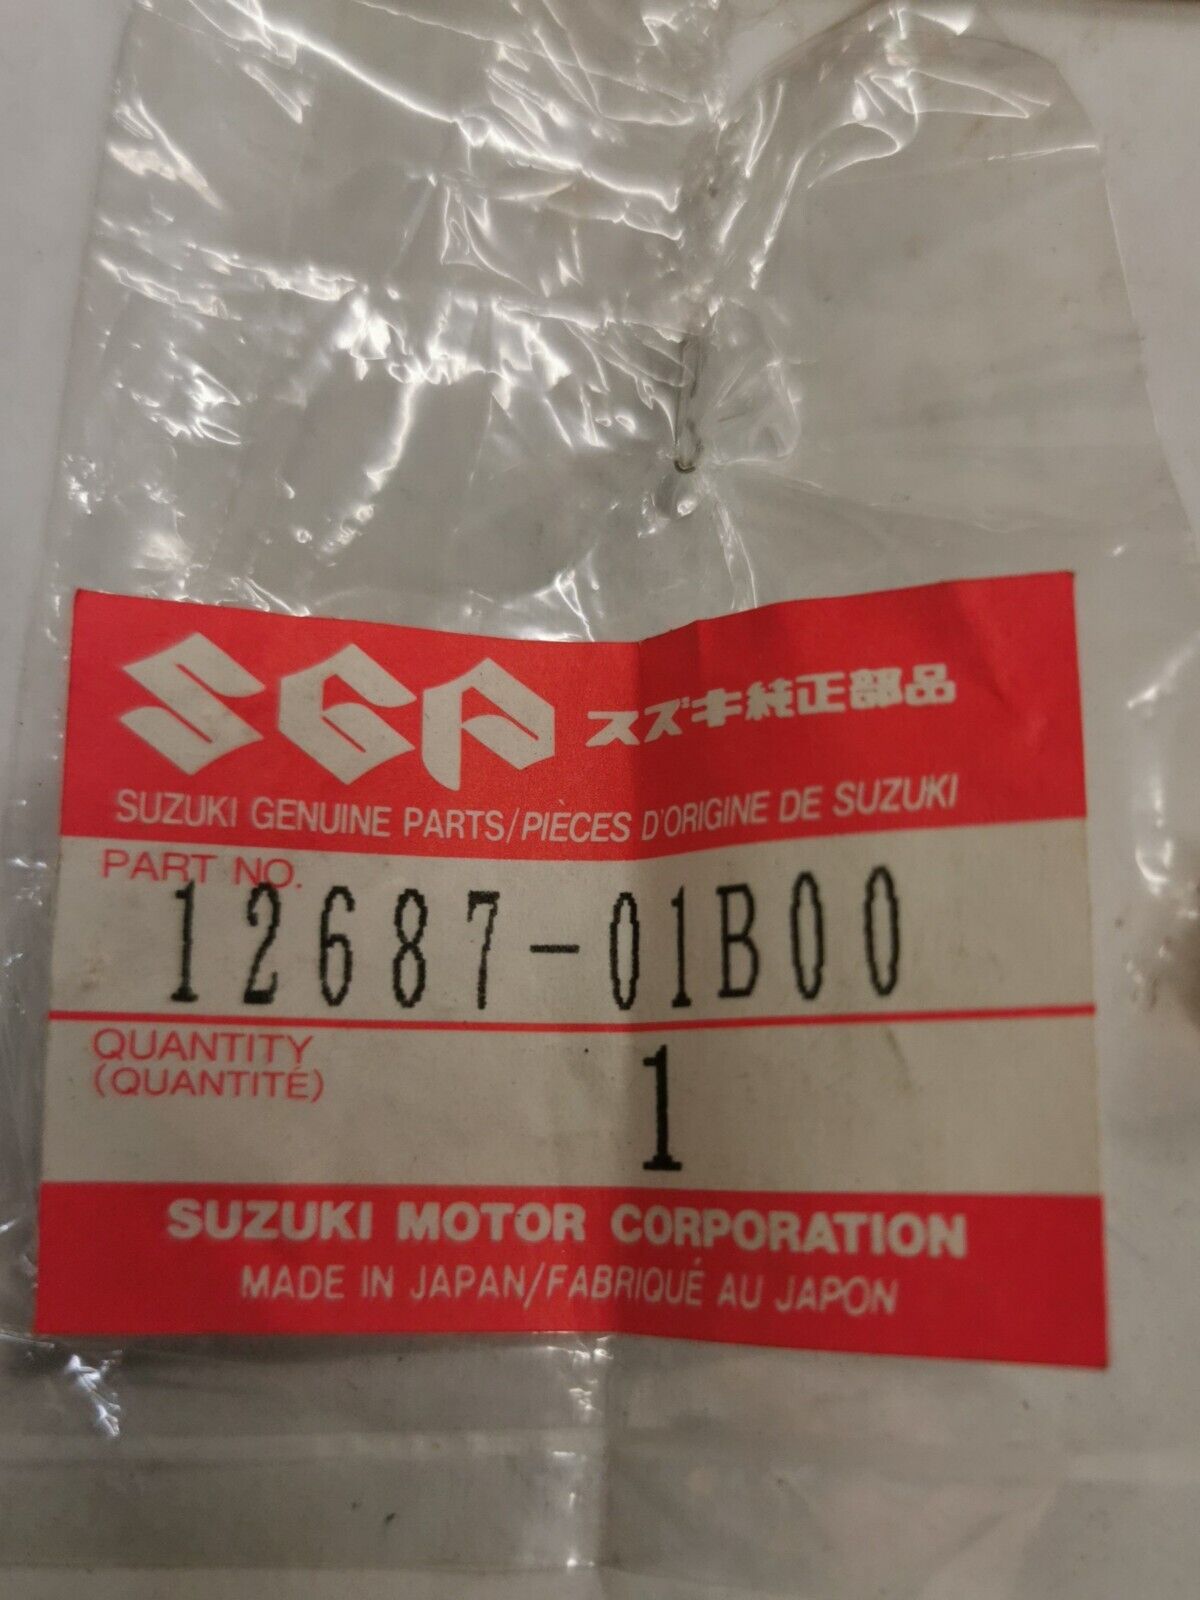 SGP スズキ純正部品
SUZUKI GENUINE PARTS/PIÈCES D'ORIGINE DE SUZUKI
PART NO.
12687-01B00
QUANTITY
(QUANTITÉ)
1
SUZUKI MOTOR CORPORATION
MADE IN JAPAN/FABRIQUÉ AU JAPON